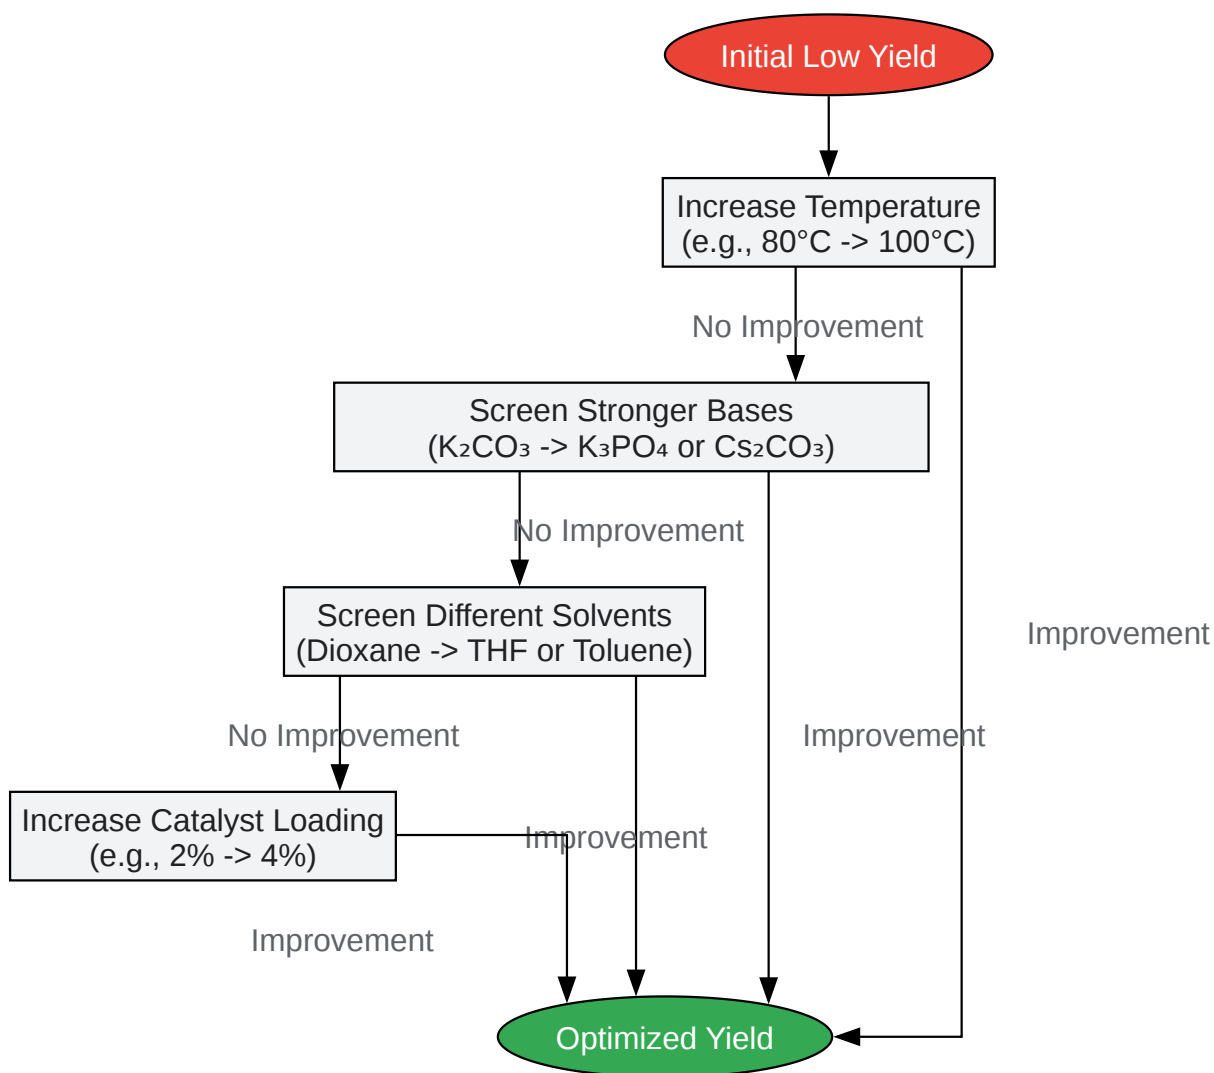 Initial Low Yield
Increase Temperature
(e.g., 80°C -> 100°C)
No Improvement
Screen Stronger Bases
(K₂CO₃ -> K₃PO₄ or Cs₂CO₃)
No Improvement
Screen Different Solvents
(Dioxane -> THF or Toluene)
Improvement
No Improvement
Improvement
Increase Catalyst Loading
(e.g., 2% -> 4%)
Improvement
Improvement
Optimized Yield